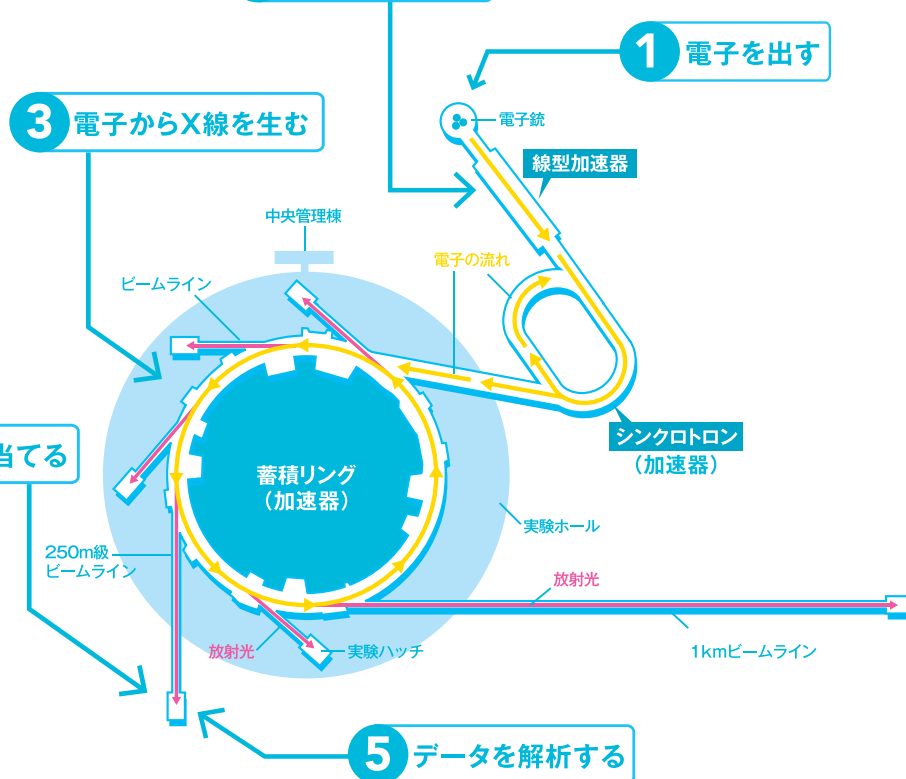 1 電子を出す
3 電子からX線を生む
電子銃
線型加速器
中央管理棟
電子の流れ
ビームライン
シンクロトロン
(加速器)
当てる
蓄積リング
(加速器)
実験ホール
250m級
ビームライン
放射光
放射光
実験ハッチ
1kmビームライン
5 データを解析する